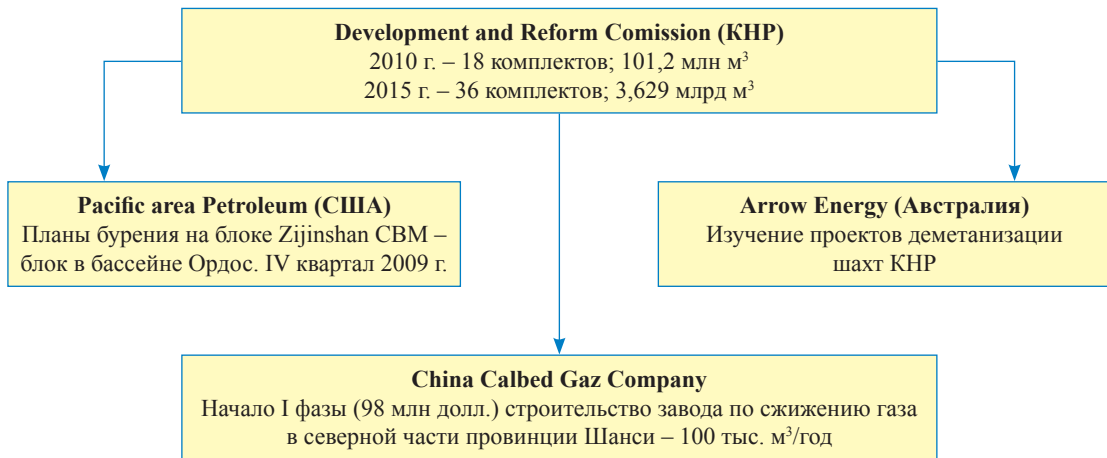 Development and Reform Comission (КНР)
2010 г. – 18 комплектов; 101,2 млн м³
2015 г. – 36 комплектов; 3,629 млрд м³
Pacific area Petroleum (США)
Планы бурения на блоке Zijinshan CBM –
блок в бассейне Ордос. IV квартал 2009 г.
Arrow Energy (Австралия)
Изучение проектов деметанизации
шахт КНР
China Calbed Gaz Company
Начало I фазы (98 млн долл.) строительство завода по сжижению газа
в северной части провинции Шанси – 100 тыс. м³/год